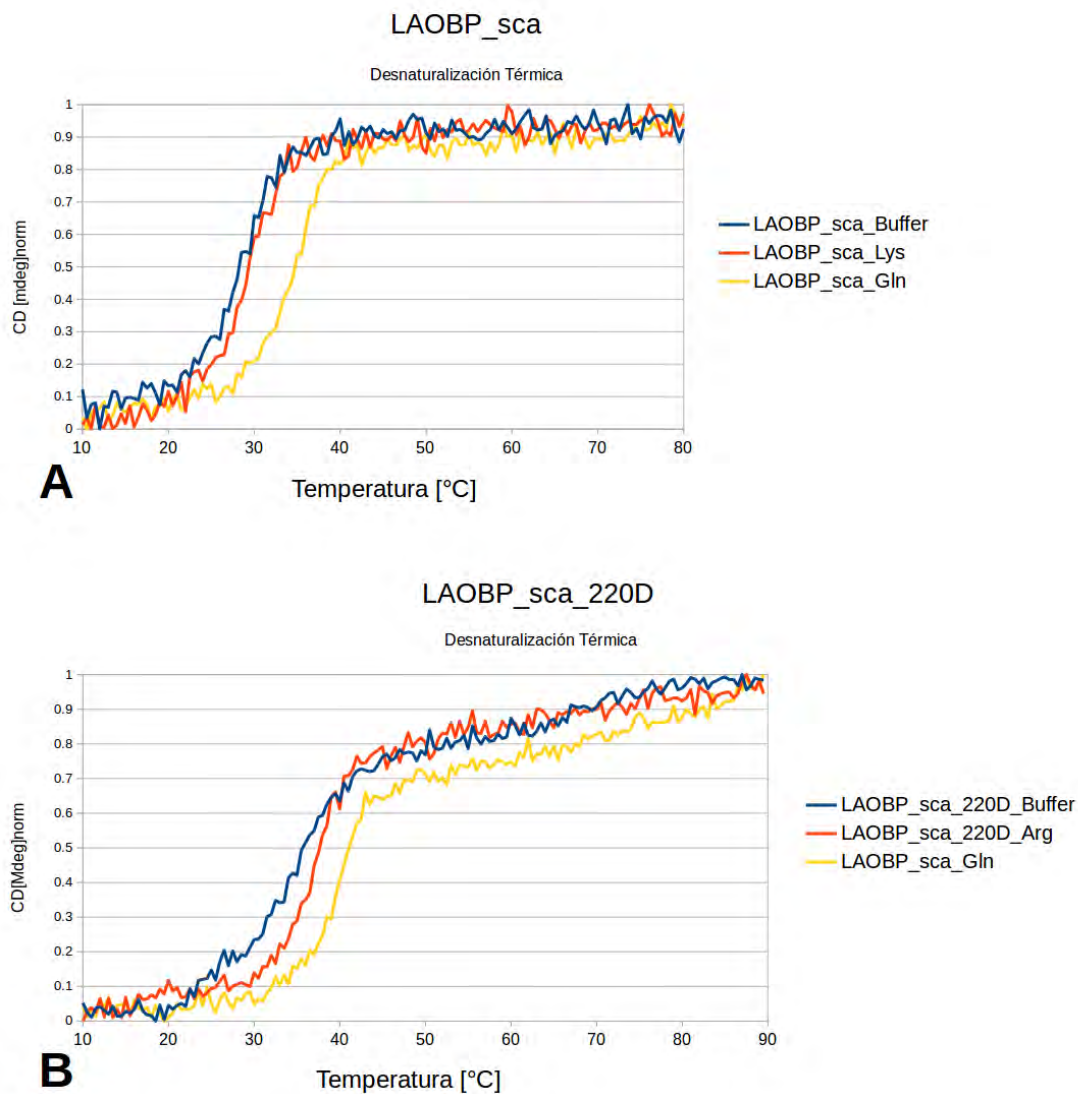 LAOBP_sca
Desnaturalización Térmica
1
0.9
0.8
0.7
0.6
0.5
0.4
0.3
0.2
0.1
0
CD [mdeg]norm
10 20 30 40 50 60 70 80
Temperatura [°C]
LAOBP_sca_Buffer
LAOBP_sca_Lys
LAOBP_sca_Gln
A
LAOBP_sca_220D
Desnaturalización Térmica
1
0.9
0.8
0.7
0.6
0.5
0.4
0.3
0.2
0.1
0
CD[Mdeg]norm
10 20 30 40 50 60 70 80 90
Temperatura [°C]
LAOBP_sca_220D_Buffer
LAOBP_sca_220D_Arg
LAOBP_sca_Gln
B